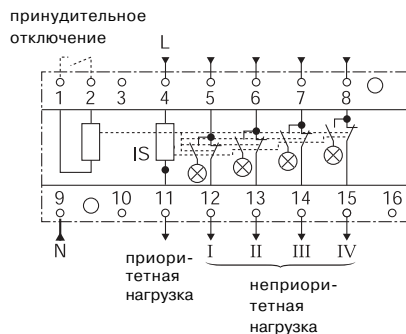 принудительное
отключение
L
1 2 3 4 5 6 7 8
IS
9 10 11 12 13 14 15 16
N
приори-
тетная
нагрузка
I II III IV
неприори-
тетная
нагрузка